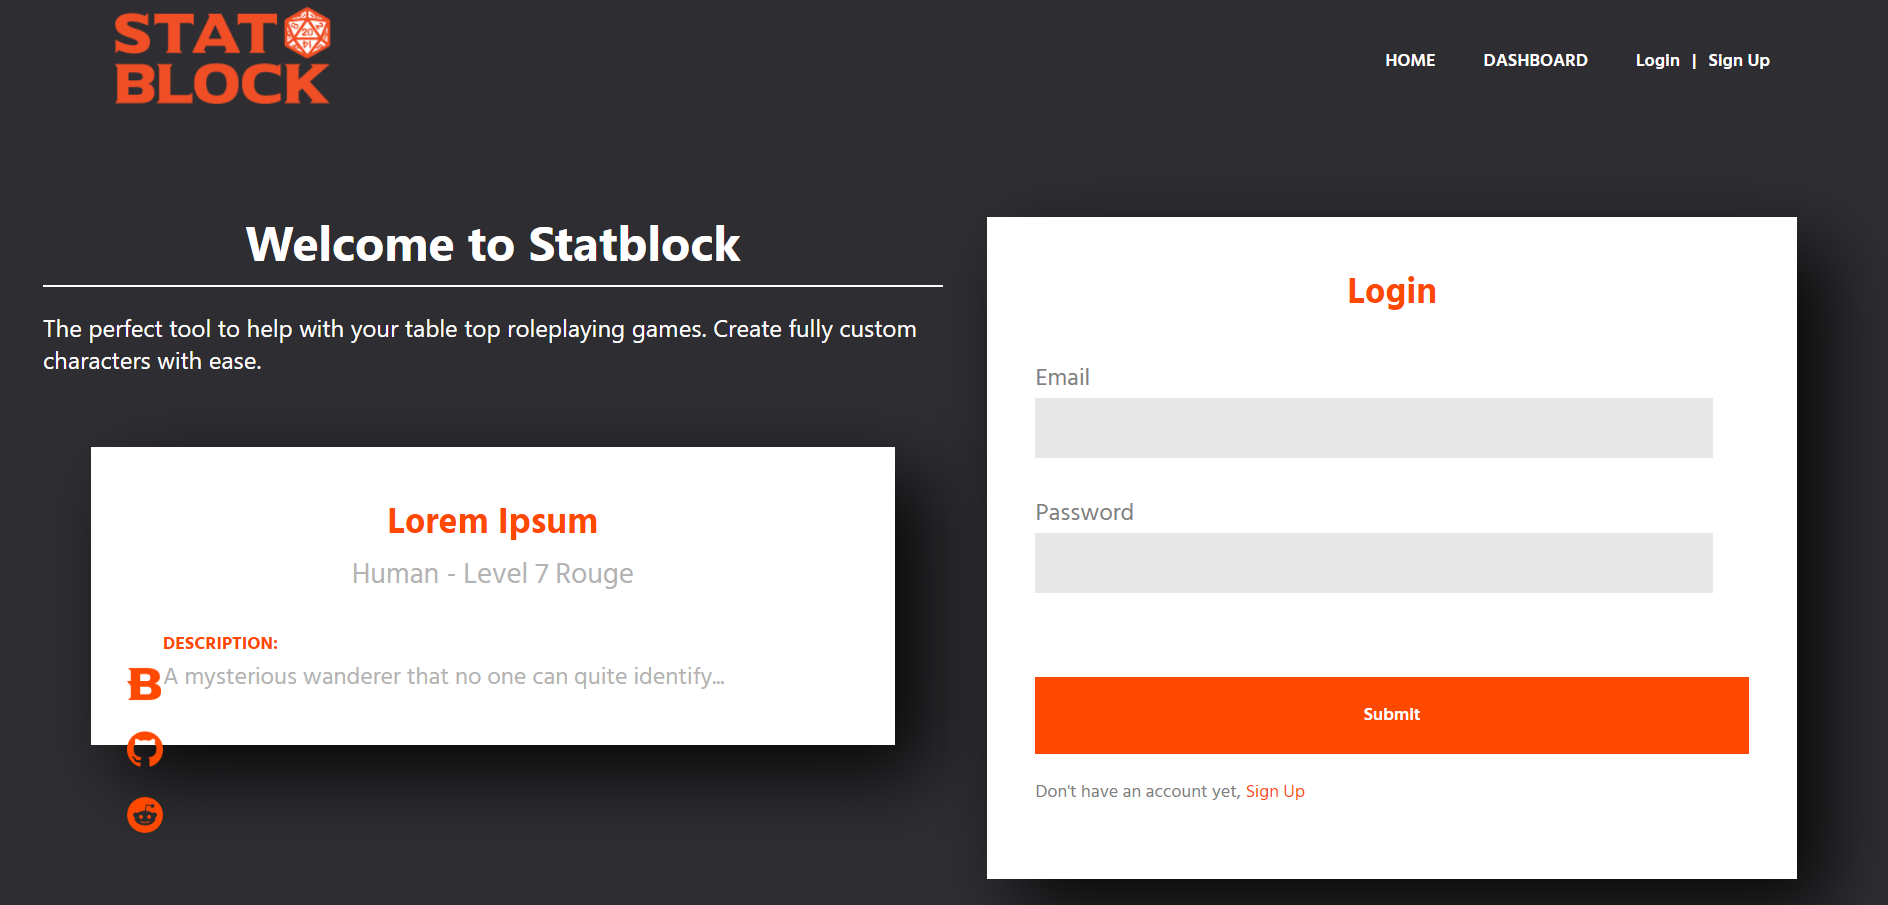 STAT
20
BLOCK
HOME DASHBOARD Login | Sign Up
Welcome to Statblock
The perfect tool to help with your table top roleplaying games. Create fully custom
characters with ease.
Lorem Ipsum
Human - Level 7 Rouge
DESCRIPTION:
A mysterious wanderer that no one can quite identify...
B
Login
Email
Password
Submit
Don't have an account yet, Sign Up